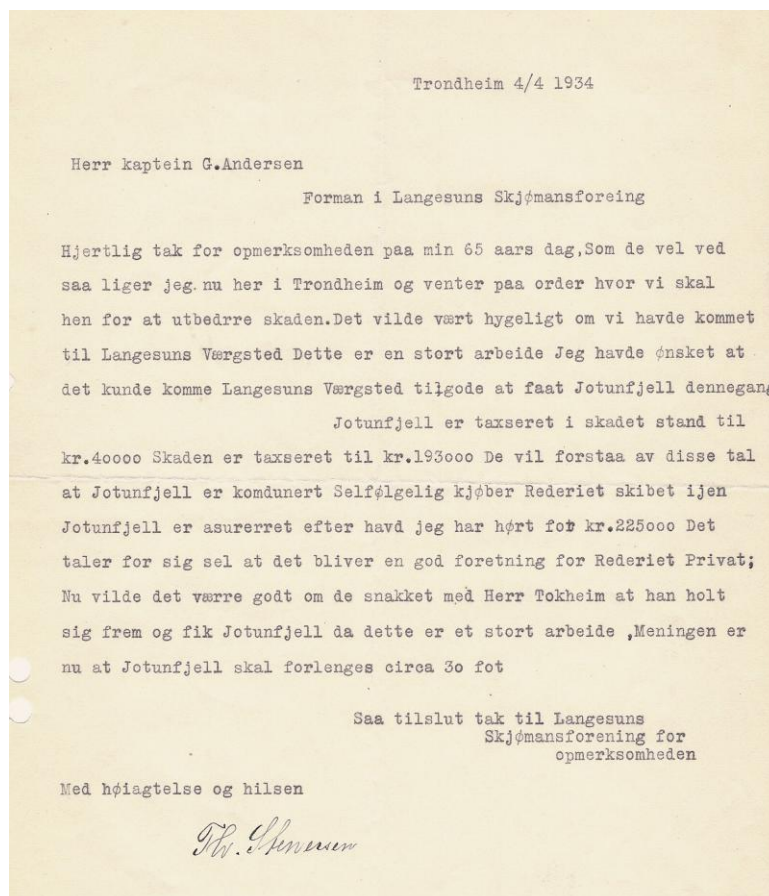 Trondheim 4/4 1934
Herr kaptein G.Andersen
Forman i Langesuns Skjømansforeing
Hjertlig tak for opmerksomheden paa min 65 aars dag,Som de vel ved
saa liger jeg nu her i Trondheim og venter paa order hvor vi skal
hen for at utbedrre skaden.Det vilde vært hygeligt om vi havde kommet
til Langesuns Værgsted Dette er en stort arbeide Jeg havde ønsket at
det kunde komme Langesuns Værgsted tilgode at faat Jotunfjell dennegang
Jotunfjell er taxseret i skadet stand til
kr.40000 Skaden er taxseret til kr.193000 De vil forstaa av disse tal
at Jotunfjell er komdunert Selfølgelig kjøber Rederiet skibet ijen
Jotunfjell er asurerret efter havd jeg har hørt for kr.225000 Det
taler for sig sel at det bliver en god foretning for Rederiet Privat;
Nu vilde det værre godt om de snakket med Herr Tokheim at han holt
sig frem og fik Jotunfjell da dette er et stort arbeide ,Meningen er
nu at Jotunfjell skal forlenges circa 30 fot
Saa tilslut tak til Langesuns
Skjømansforening for
opmerksomheden
Med høiagtelse og hilsen
Th. Stenersen